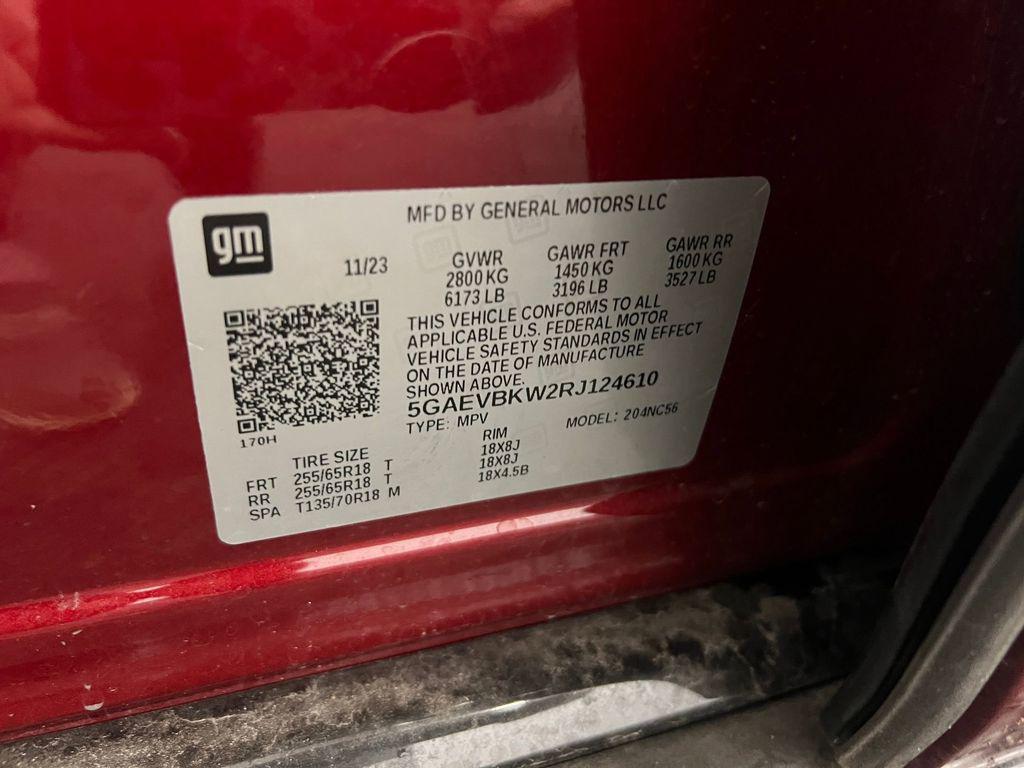 gm
MFD BY GENERAL MOTORS LLC
11/23
GVWR
2800 KG
6173 LB
GAWR FRT
1450 KG
3196 LB
GAWR RR
1600 KG
3527 LB
THIS VEHICLE CONFORMS TO ALL
APPLICABLE U.S. FEDERAL MOTOR
VEHICLE SAFETY STANDARDS IN EFFECT
ON THE DATE OF MANUFACTURE
SHOWN ABOVE.
5GAEVBKW2RJ124610
TYPE: MPV MODEL: 204NC56
170H
TIRE SIZE RIM
FRT 255/65R18 T 18X8J
RR 255/65R18 T 18X8J
SPA T135/70R18 M 18X4.5B